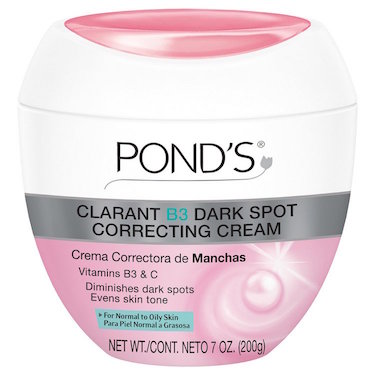 POND'S®
CLARANT B3 DARK SPOT
CORRECTING CREAM
Crema Correctora de Manchas
Vitamins B3 & C
Diminishes dark spots
Evens skin tone
For Normal to Oily Skin
Para Piel Normal a Grasosa
NET WT./CONT. NETO 7 OZ. (200g)